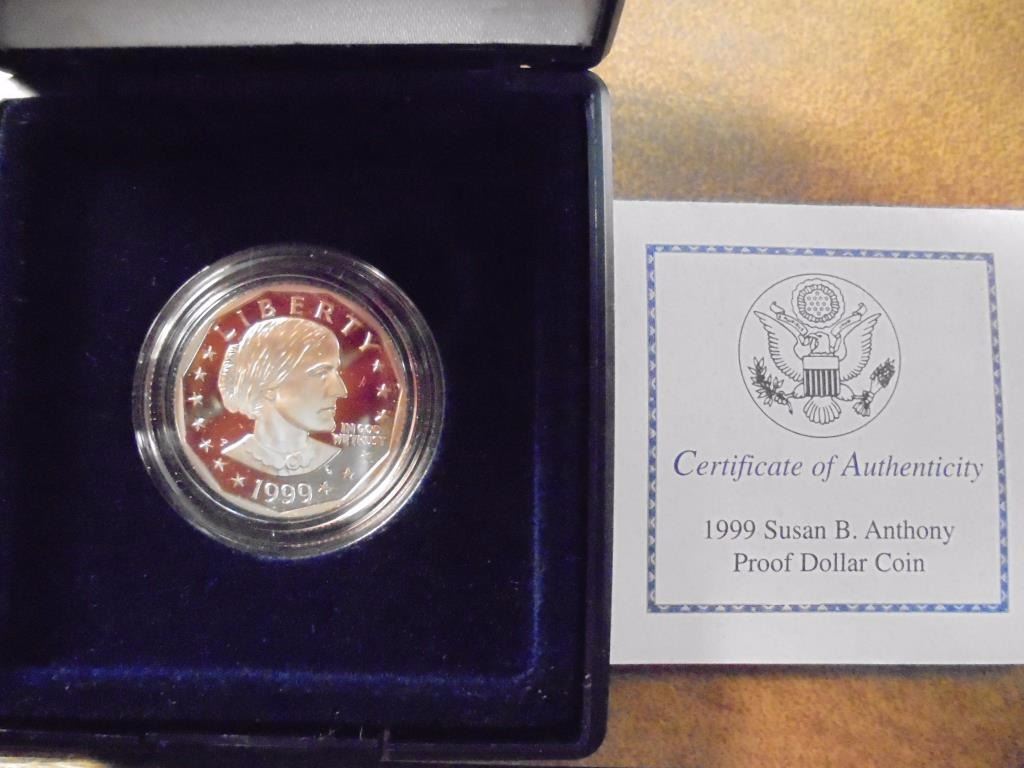 LIBERTY
IN GOD
WE TRUST
P
1999
Certificate of Authenticity
1999 Susan B. Anthony
Proof Dollar Coin